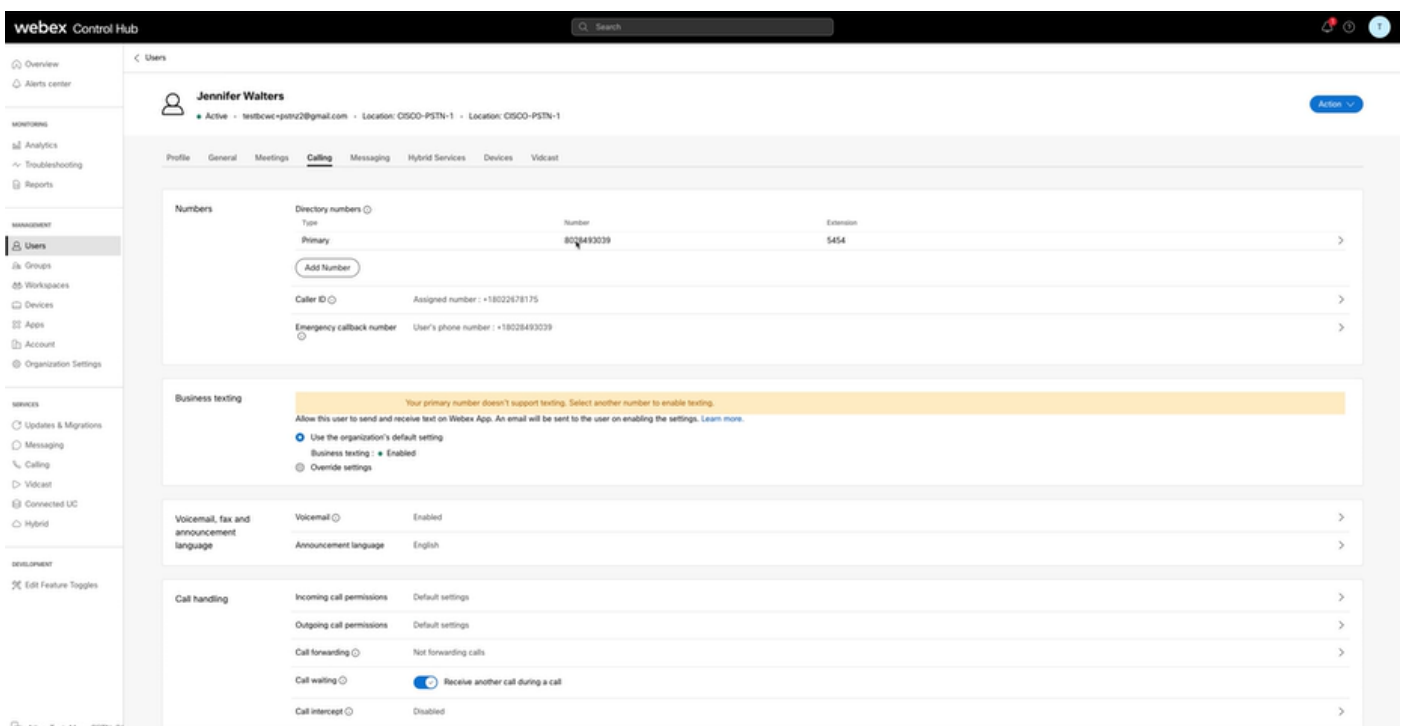 webex Control Hub
Search
T
Overview
Alerts center
MONITORING
Analytics
Troubleshooting
Reports
MANAGEMENT
Users
Groups
Workspaces
Devices
Apps
Account
Organization Settings
SERVICES
Updates & Migrations
Messaging
Calling
Vidcast
Connected UC
Hybrid
DEVELOPMENT
Edit Feature Toggles
Users
Jennifer Walters
Active testbcwc+pstnz2@gmail.com Location: CISCO-PSTN-1 Location: CISCO-PSTN-1
Action
Profile General Meetings Calling Messaging Hybrid Services Devices Vidcast
Numbers
Directory numbers
Type Number Extension
Primary 8028493039 5454
Add Number
Caller ID Assigned number : +18022678175
Emergency callback number User's phone number : +18028493039
Business texting
Your primary number doesn't support texting. Select another number to enable texting.
Allow this user to send and receive text on Webex App. An email will be sent to the user on enabling the settings. Learn more.
Use the organization's default setting
Business texting : Enabled
Override settings
Voicemail, fax and
announcement
language
Voicemail Enabled
Announcement language English
Call handling
Incoming call permissions Default settings
Outgoing call permissions Default settings
Call forwarding Not forwarding calls
Call waiting Receive another call during a call
Call intercept Disabled